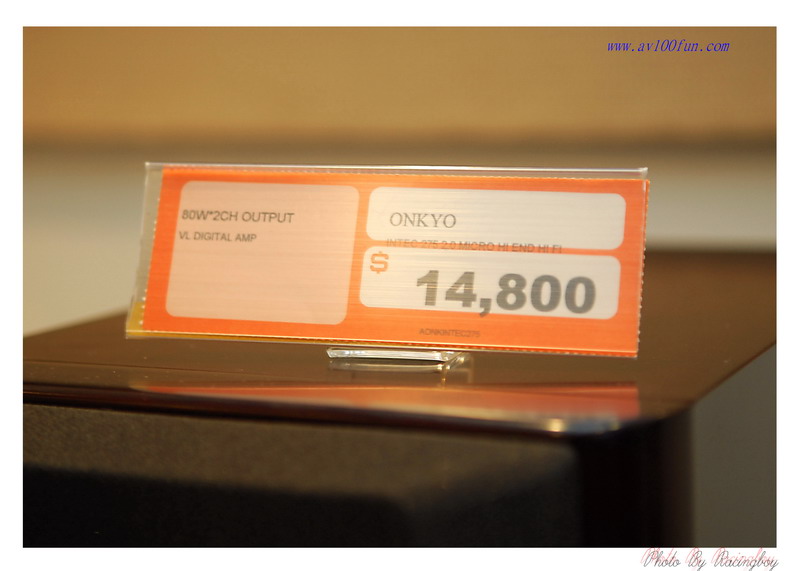 www.av100fun.com
80W*2CH OUTPUT
VL DIGITAL AMP
ONKYO
INTEC 275 2.0 MICRO HI END HI FI
$ 14,800
AONKINTEC275
Photo By Racingboy